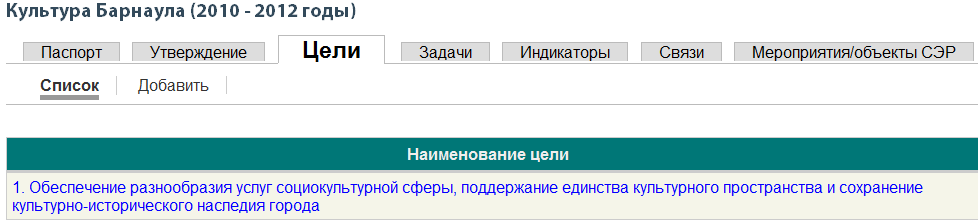 Культура Барнаула (2010 - 2012 годы)
Паспорт Утверждение Цели Задачи Индикаторы Связи Мероприятия/объекты СЭР
Список Добавить
Наименование цели
1. Обеспечение разнообразия услуг социокультурной сферы, поддержание единства культурного пространства и сохранение
культурно-исторического наследия города